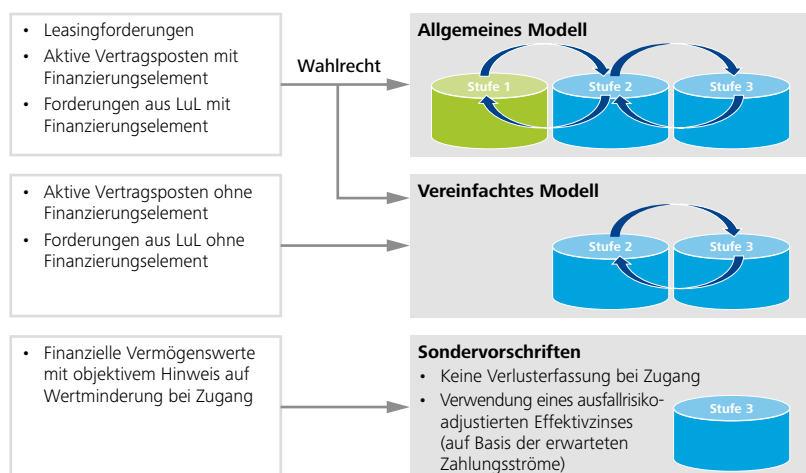 • Leasingforderungen
• Aktive Vertragsposten mit
Finanzierungselement
• Forderungen aus LuL mit
Finanzierungselement
Wahlrecht
Allgemeines Modell
Stufe 1
Stufe 2
Stufe 3
• Aktive Vertragsposten ohne
Finanzierungselement
• Forderungen aus LuL ohne
Finanzierungselement
Vereinfachtes Modell
Stufe 2
Stufe 3
• Finanzielle Vermögenswerte
mit objektivem Hinweis auf
Wertminderung bei Zugang
Sondervorschriften
• Keine Verlusterfassung bei Zugang
• Verwendung eines ausfallrisiko-
adjustierten Effektivzinses
(auf Basis der erwarteten
Zahlungsströme)
Stufe 3